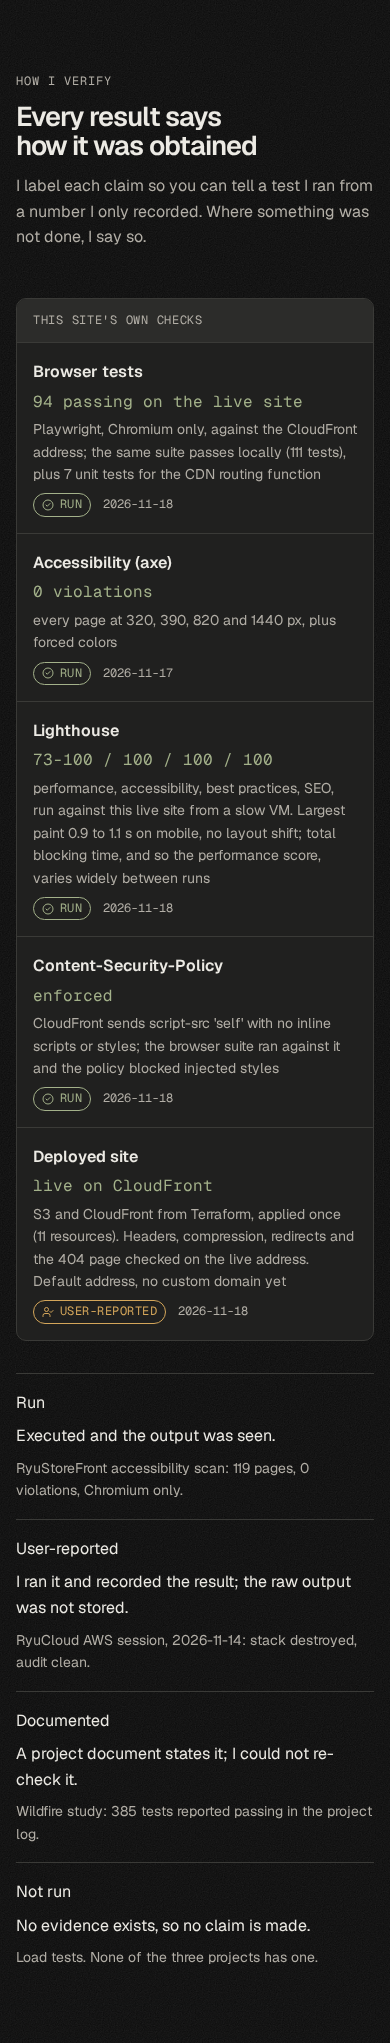 HOW I VERIFY
Every result says
how it was obtained
I label each claim so you can tell a test I ran from
a number I only recorded. Where something was
not done, I say so.
THIS SITE'S OWN CHECKS
Browser tests
94 passing on the live site
Playwright, Chromium only, against the CloudFront
address; the same suite passes locally (111 tests),
plus 7 unit tests for the CDN routing function
RUN 2026-11-18
Accessibility (axe)
0 violations
every page at 320, 390, 820 and 1440 px, plus
forced colors
RUN 2026-11-17
Lighthouse
73-100 / 100 / 100 / 100
performance, accessibility, best practices, SEO,
run against this live site from a slow VM. Largest
paint 0.9 to 1.1 s on mobile, no layout shift; total
blocking time, and so the performance score,
varies widely between runs
RUN 2026-11-18
Content-Security-Policy
enforced
CloudFront sends script-src 'self' with no inline
scripts or styles; the browser suite ran against it
and the policy blocked injected styles
RUN 2026-11-18
Deployed site
live on CloudFront
S3 and CloudFront from Terraform, applied once
(11 resources). Headers, compression, redirects and
the 404 page checked on the live address.
Default address, no custom domain yet
USER-REPORTED 2026-11-18
Run
Executed and the output was seen.
RyuStoreFront accessibility scan: 119 pages, 0
violations, Chromium only.
User-reported
I ran it and recorded the result; the raw output
was not stored.
RyuCloud AWS session, 2026-11-14: stack destroyed,
audit clean.
Documented
A project document states it; I could not re-
check it.
Wildfire study: 385 tests reported passing in the project
log.
Not run
No evidence exists, so no claim is made.
Load tests. None of the three projects has one.